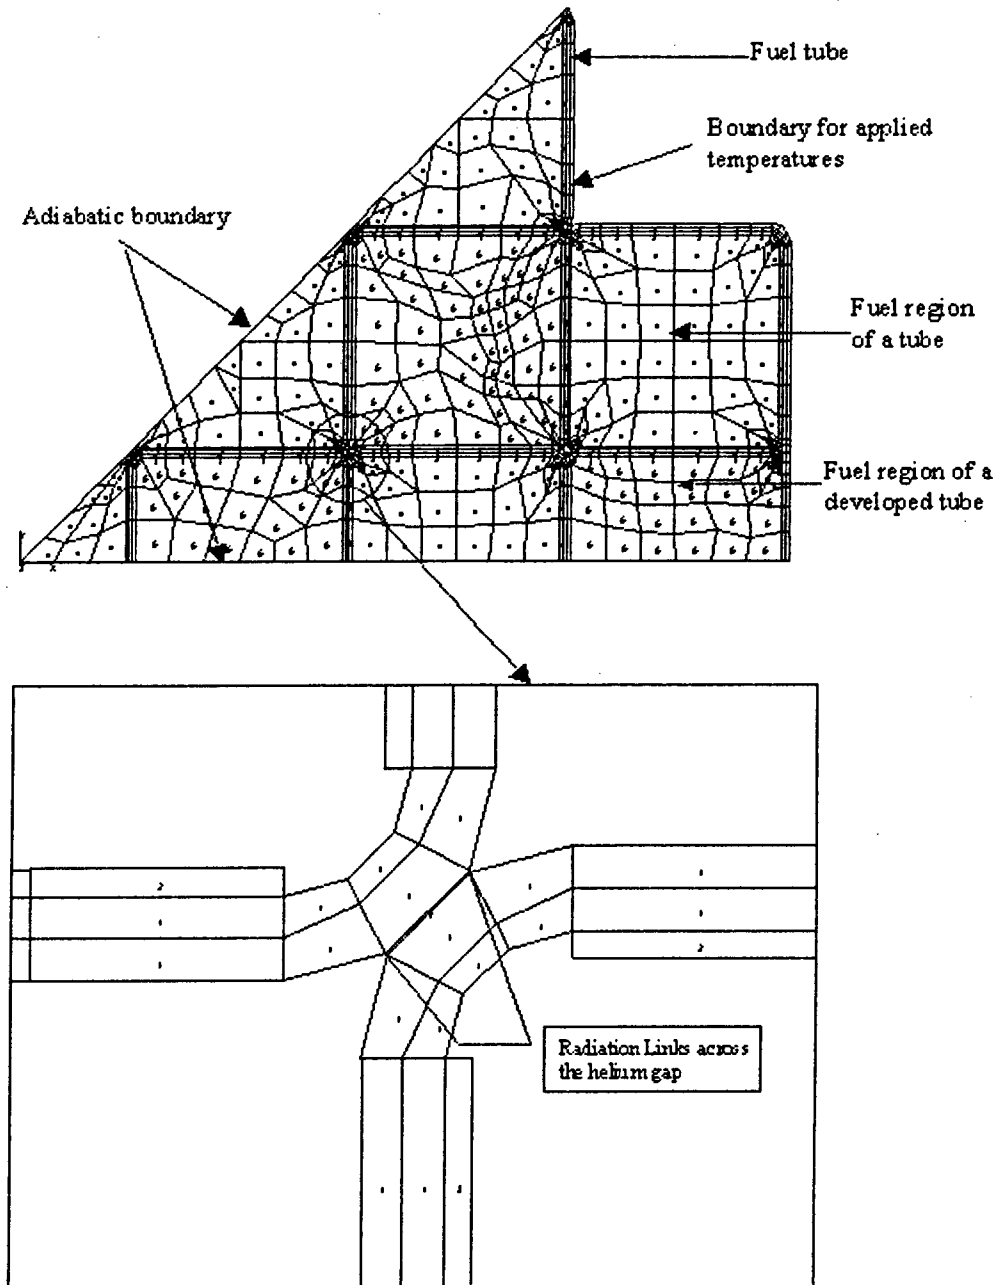 Fuel tube
Boundary for applied
temperatures
Adiabatic boundary
Fuel region
of a tube
Fuel region of a
developed tube
Radiation Links across
the helium gap